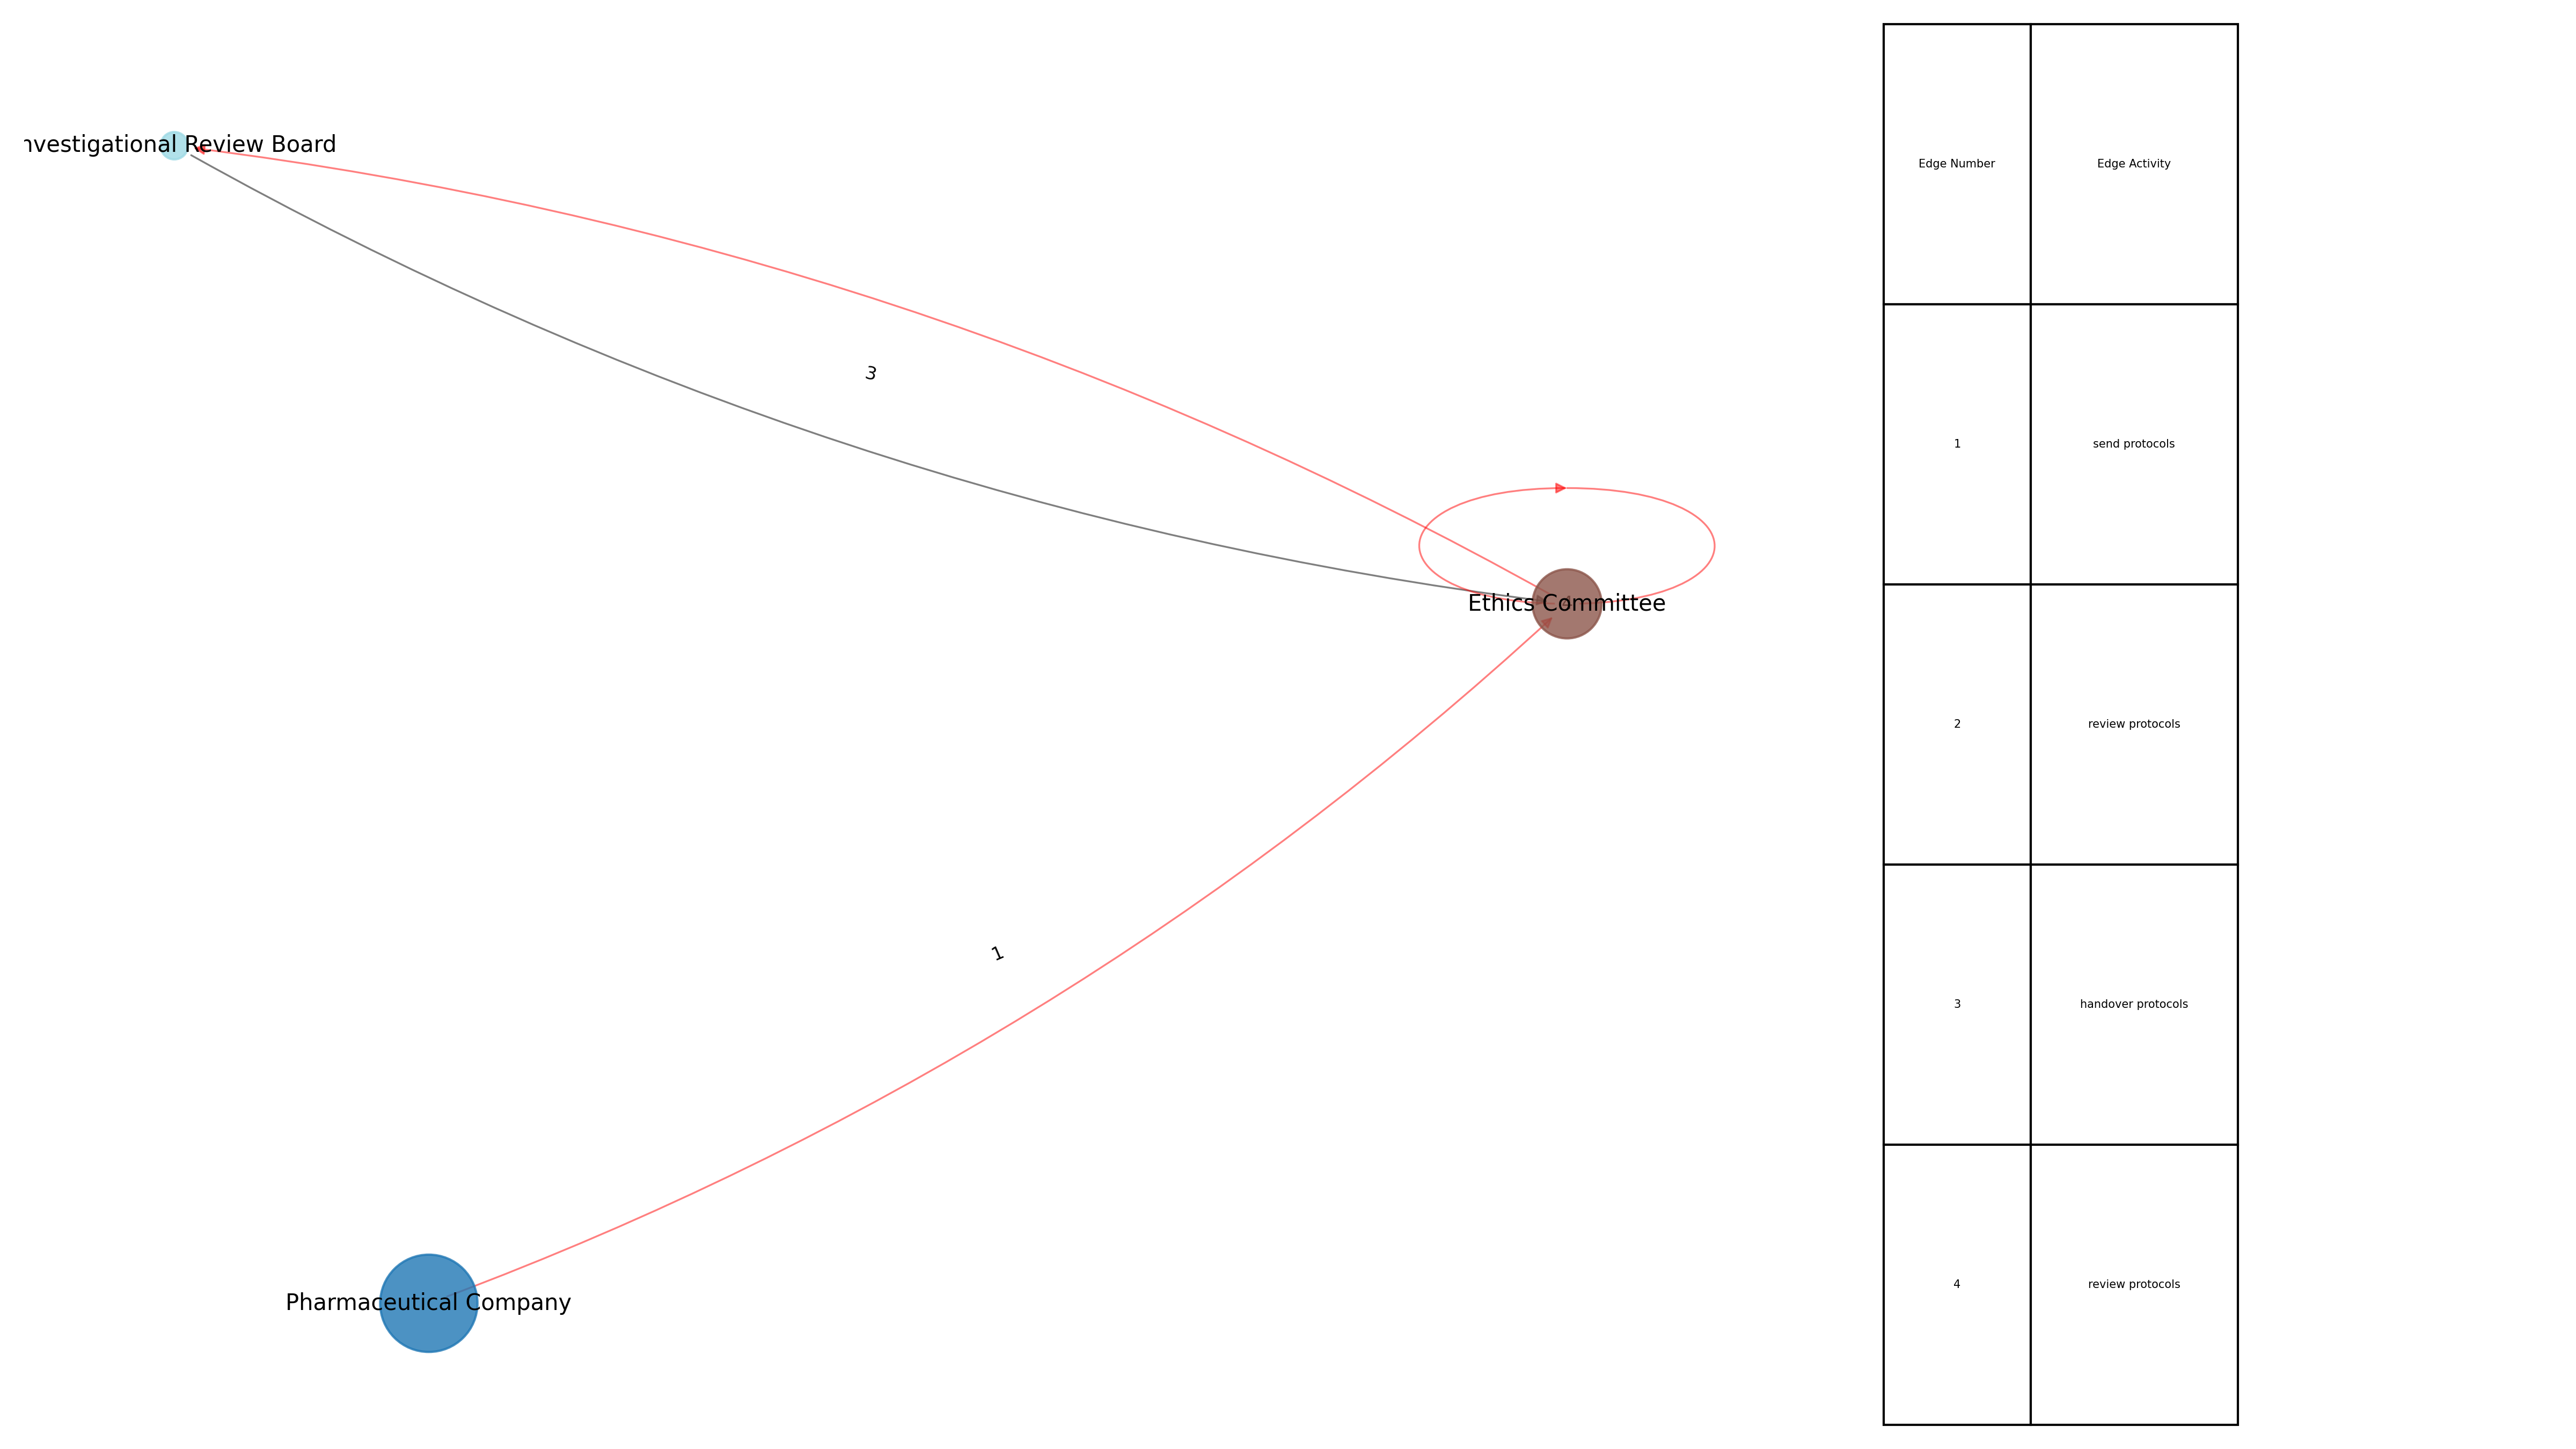 nvestigational Review Board
3
Ethics Committee
1
Pharmaceutical Company
Edge Number Edge Activity
1 send protocols
2 review protocols
3 handover protocols
4 review protocols